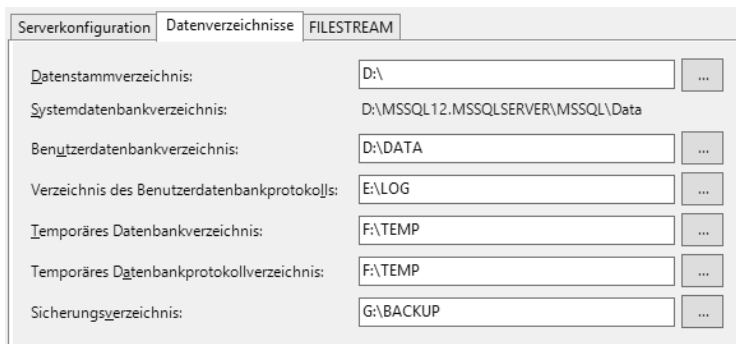 Serverkonfiguration Datenverzeichnisse FILESTREAM
Datenstammverzeichnis: D:\ ...
Systemdatenbankverzeichnis: D:\MSSQL12.MSSQLSERVER\MSSQL\Data
Benutzerdatenbankverzeichnis: D:\DATA ...
Verzeichnis des Benutzerdatenbankprotokolls: E:\LOG ...
Temporäres Datenbankverzeichnis: F:\TEMP ...
Temporäres Datenbankprotokollverzeichnis: F:\TEMP ...
Sicherungsverzeichnis: G:\BACKUP ...